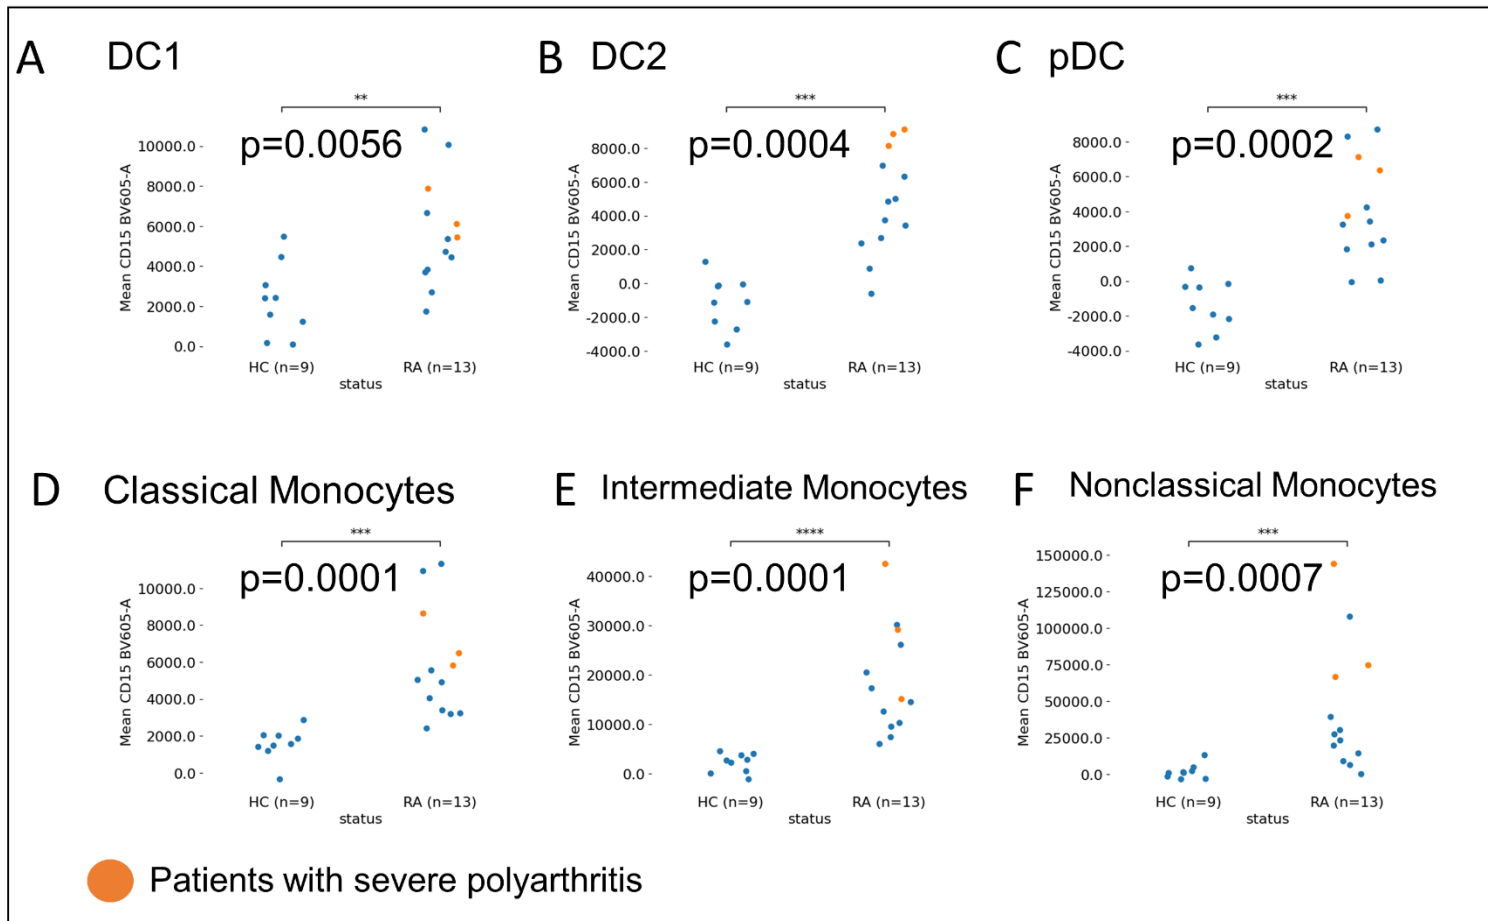 A DC1
**
p=0.0056
Mean CD15 BV605-A
10000.0
8000.0
6000.0
4000.0
2000.0
0.0
HC (n=9) RA (n=13)
status
B DC2
***
p=0.0004
Mean CD15 BV605-A
8000.0
6000.0
4000.0
2000.0
0.0
-2000.0
-4000.0
HC (n=9) RA (n=13)
status
C pDC
***
p=0.0002
Mean CD15 BV605-A
8000.0
6000.0
4000.0
2000.0
0.0
-2000.0
-4000.0
HC (n=9) RA (n=13)
status
D Classical Monocytes
***
p=0.0001
Mean CD15 BV605-A
10000.0
8000.0
6000.0
4000.0
2000.0
0.0
HC (n=9) RA (n=13)
status
E Intermediate Monocytes
****
p=0.0001
Mean CD15 BV605-A
40000.0
30000.0
20000.0
10000.0
0.0
HC (n=9) RA (n=13)
status
F Nonclassical Monocytes
***
p=0.0007
Mean CD15 BV605-A
150000.0
125000.0
100000.0
75000.0
50000.0
25000.0
0.0
HC (n=9) RA (n=13)
status
Patients with severe polyarthritis